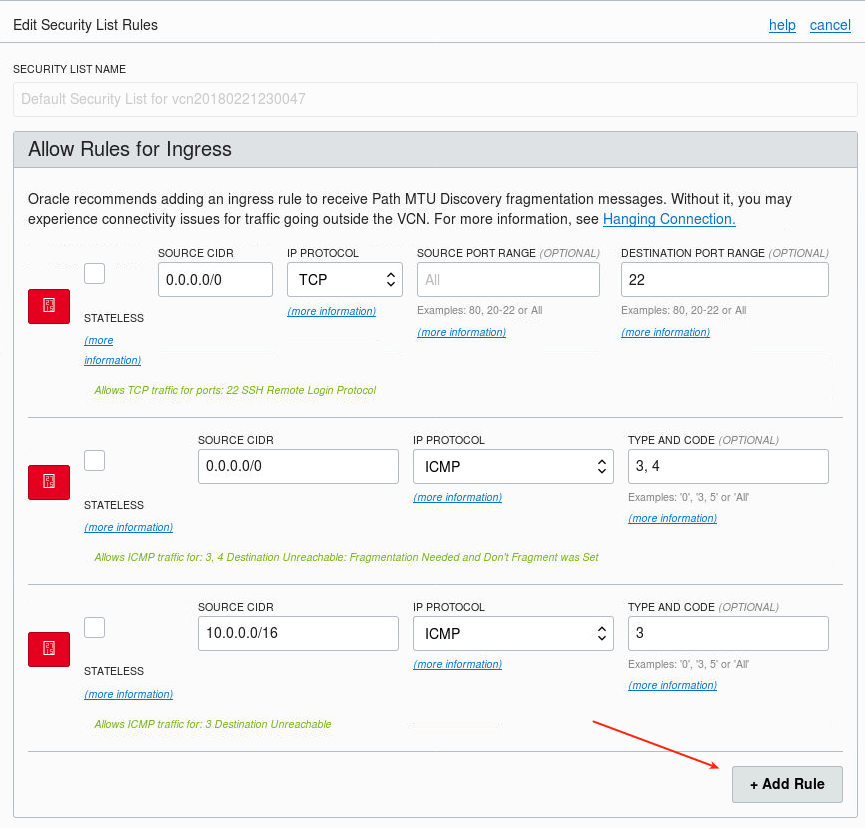 Edit Security List Rules help cancel
SECURITY LIST NAME
Default Security List for vcn20180221230047
Allow Rules for Ingress
Oracle recommends adding an ingress rule to receive Path MTU Discovery fragmentation messages. Without it, you may
experience connectivity issues for traffic going outside the VCN. For more information, see Hanging Connection.
SOURCE CIDR IP PROTOCOL SOURCE PORT RANGE (OPTIONAL) DESTINATION PORT RANGE (OPTIONAL)
0.0.0.0/0 TCP All 22
STATELESS (more information) Examples: 80, 20-22 or All Examples: 80, 20-22 or All
(more (more information) (more information)
information)
Allows TCP traffic for ports: 22 SSH Remote Login Protocol
SOURCE CIDR IP PROTOCOL TYPE AND CODE (OPTIONAL)
0.0.0.0/0 ICMP 3, 4
STATELESS (more information) Examples: '0', '3, 5' or 'All'
(more information) (more information)
Allows ICMP traffic for: 3, 4 Destination Unreachable: Fragmentation Needed and Don't Fragment was Set
SOURCE CIDR IP PROTOCOL TYPE AND CODE (OPTIONAL)
10.0.0.0/16 ICMP 3
STATELESS (more information) Examples: '0', '3, 5' or 'All'
(more information) (more information)
Allows ICMP traffic for: 3 Destination Unreachable
+ Add Rule